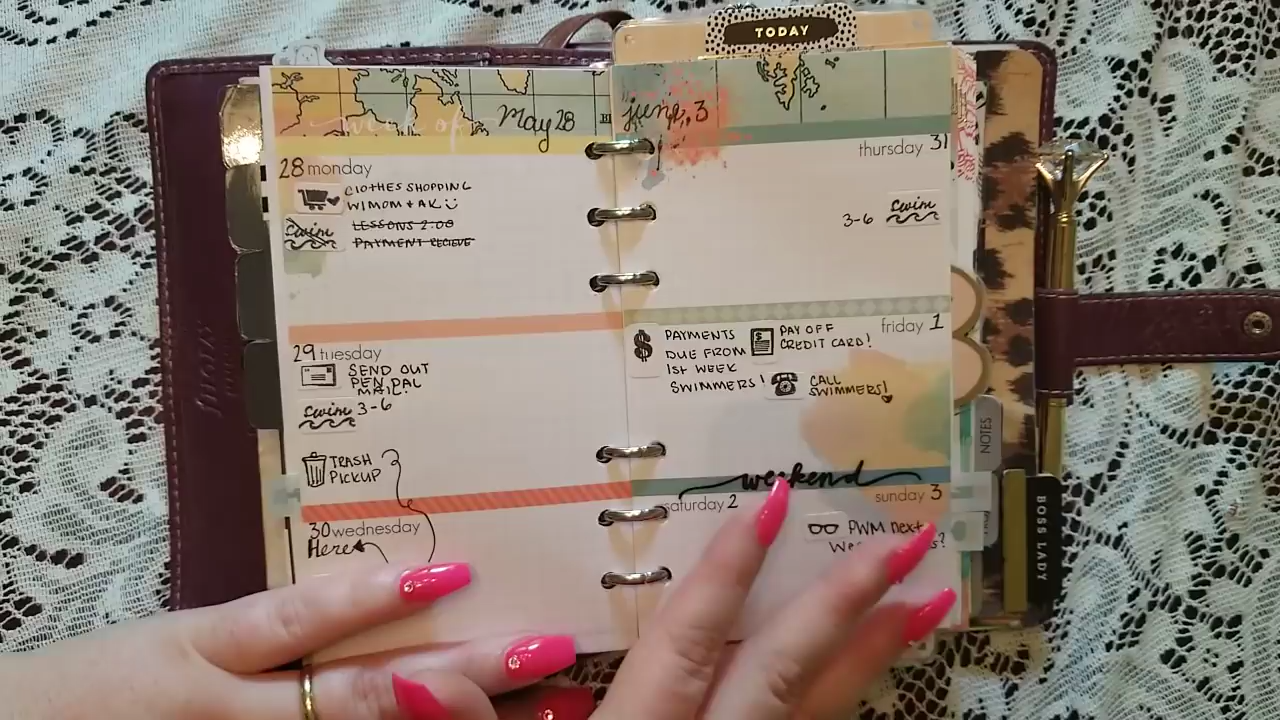 TODAY
week of May 28
june, 3
28 monday
CLOTHES SHOPPING
W/MOM + AK
swim
LESSONS 2:00
PAYMENT RECIEVE
29 tuesday
SEND OUT
PEN PAL
MAIL!
swim 3-6
TRASH
PICKUP
30 wednesday
Here
thursday 31
3-6 swim
friday 1
PAYMENTS
DUE FROM
1st WEEK
SWIMMERS!
PAY OFF
CREDIT CARD!
CALL
SWIMMERS!
weekend
saturday 2
sunday 3
PWM next
NOTES
BOSS LADY